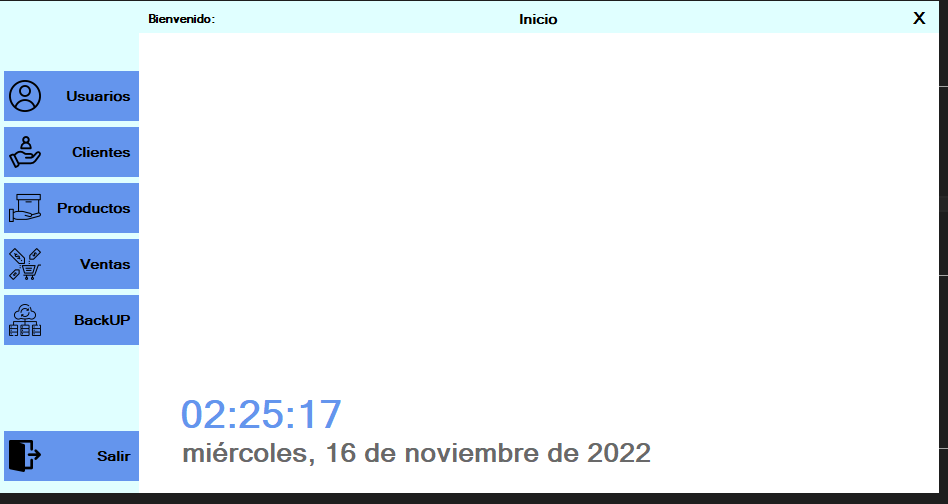 Bienvenido:
Inicio
X
Usuarios
Clientes
Productos
Ventas
BackUP
02:25:17
miércoles, 16 de noviembre de 2022
Salir